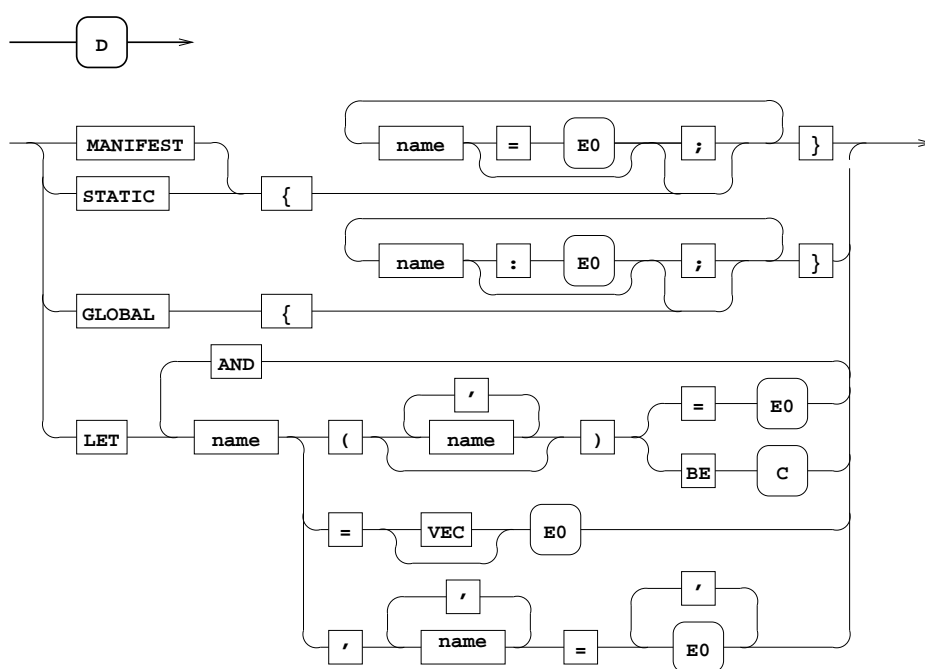 D
MANIFEST name = E0 ; }
STATIC {
name : E0 ; }
GLOBAL {
AND
,
= E0
LET name ( name )
BE C
= VEC E0
, ,
, name = E0